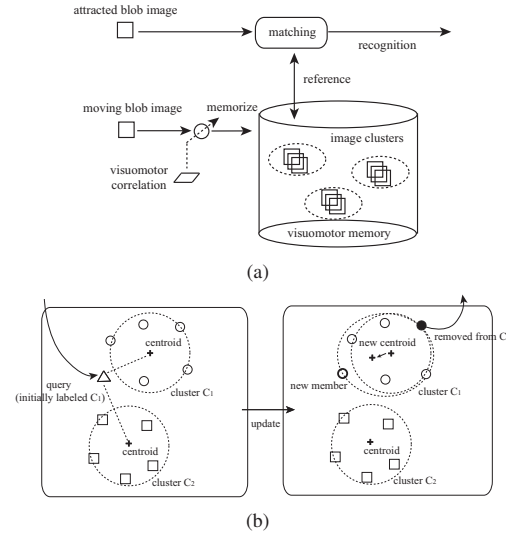 attracted blob image
matching
recognition
reference
moving blob image
memorize
image clusters
visuomotor
correlation
visuomotor memory
(a)
centroid
query
(initially labeled C1)
cluster C1
centroid
cluster C2
update
new centroid
removed from C
new member
cluster C1
centroid
cluster C2
(b)